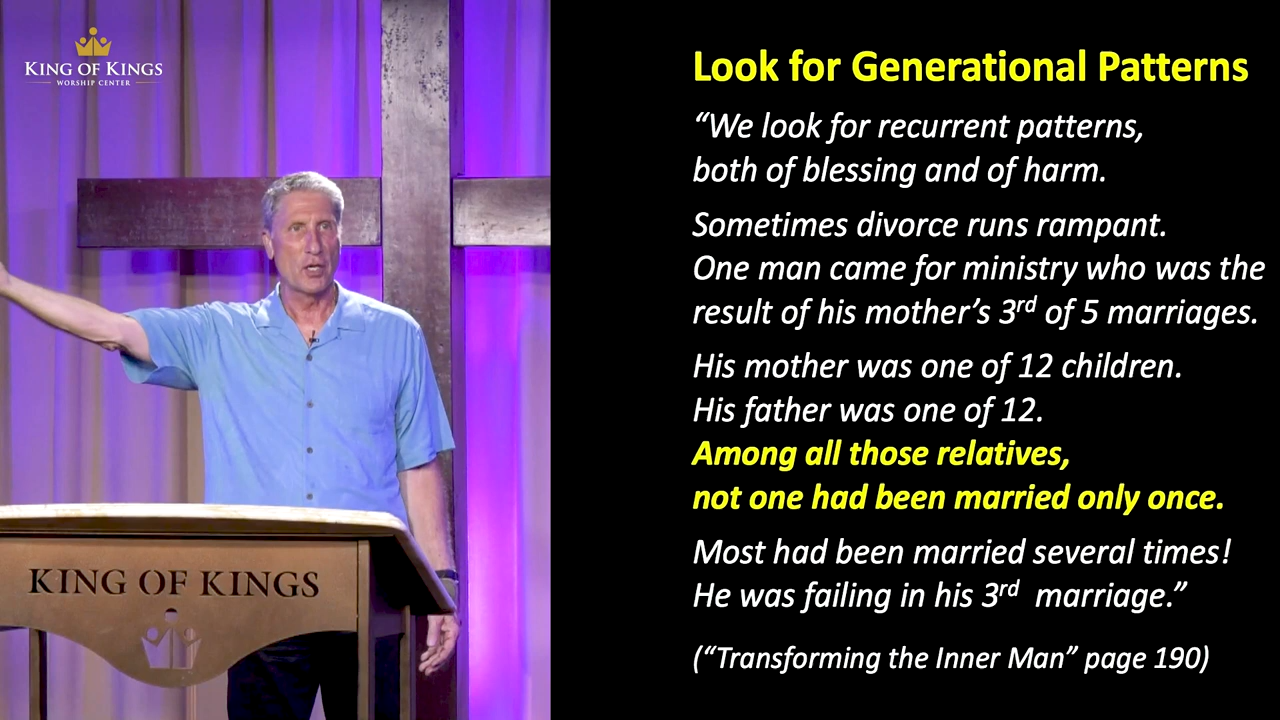 KING OF KINGS
WORSHIP CENTER
KING OF KINGS
Look for Generational Patterns
“We look for recurrent patterns,
both of blessing and of harm.
Sometimes divorce runs rampant.
One man came for ministry who was the
result of his mother’s 3rd of 5 marriages.
His mother was one of 12 children.
His father was one of 12.
Among all those relatives,
not one had been married only once.
Most had been married several times!
He was failing in his 3rd  marriage.”
(“Transforming the Inner Man” page 190)